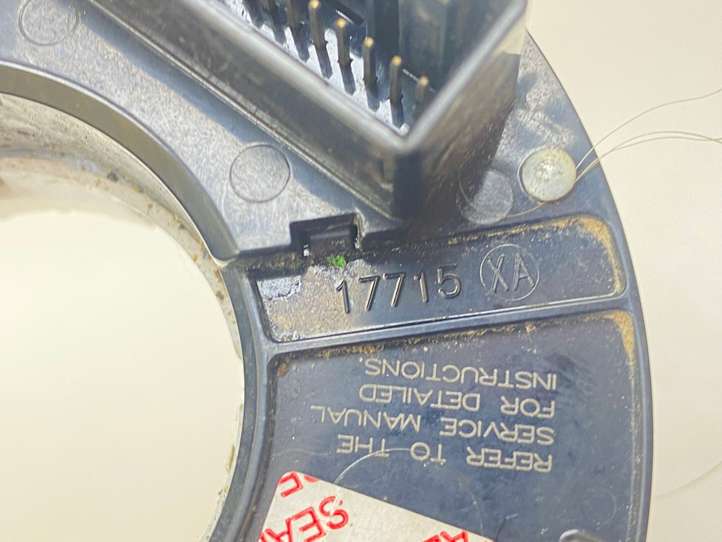 17715 XA
REFER TO THE
SERVICE MANUAL
FOR DETAILED
INSTRUCTIONS.